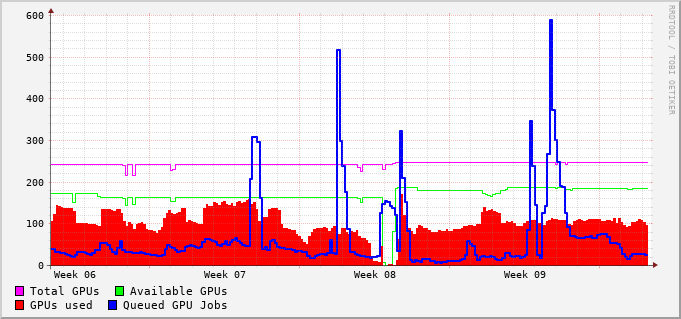 600
500
400
300
200
100
0
Week 06 Week 07 Week 08 Week 09
Total GPUs Available GPUs
GPUs used Queued GPU Jobs
RRDTOOL / TOBI OETIKER